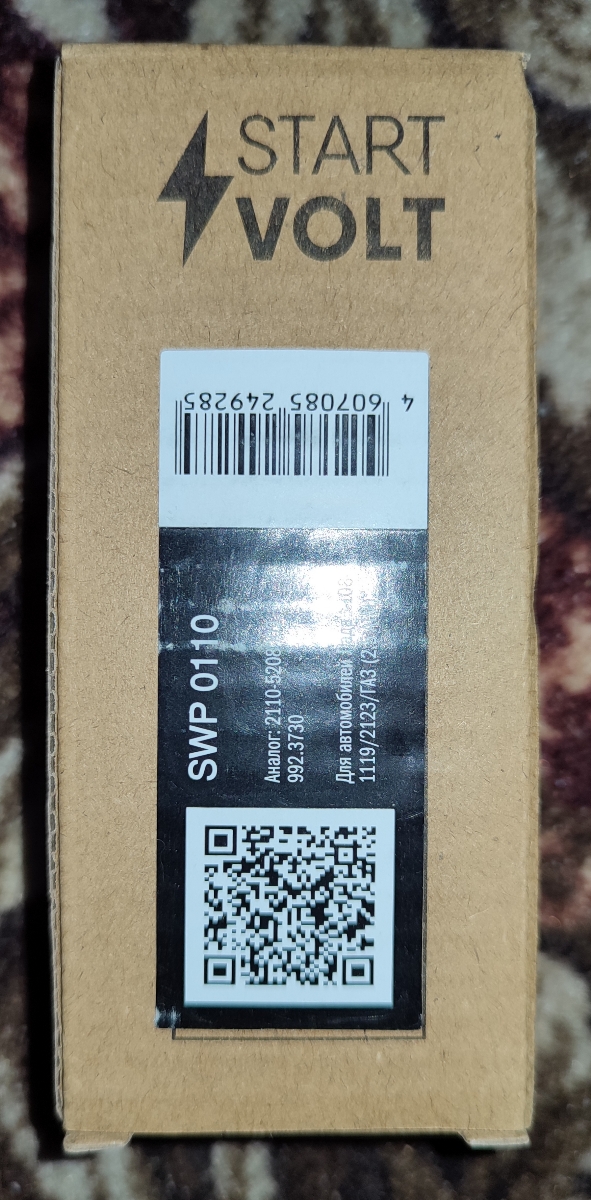 START
VOLT
4 607085 249285
SWP 0110
Аналог: 2110-5208
992.3730
Для автомобилей
1119/2123/ГАЗ